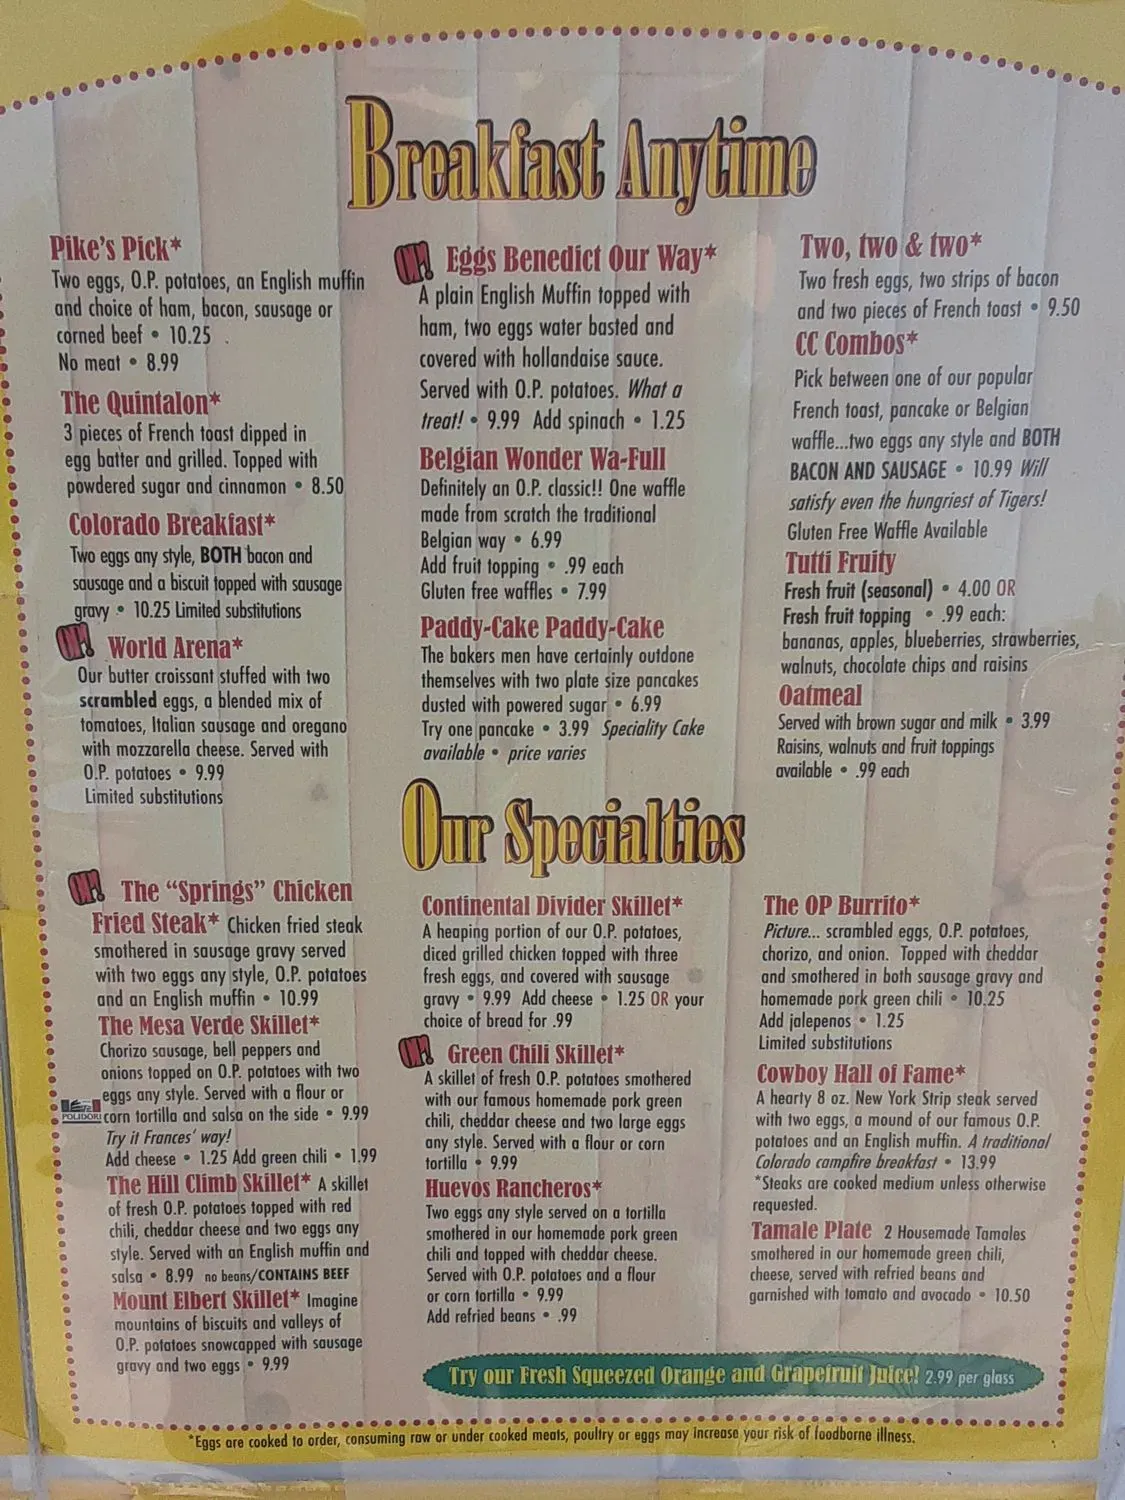 Breakfast Anytime
Pike's Pick*
Two eggs, O.P. potatoes, an English muffin
and choice of ham, bacon, sausage or
corned beef • 10.25
No meat • 8.99
The Quintalon*
3 pieces of French toast dipped in
egg batter and grilled. Topped with
powdered sugar and cinnamon • 8.50
Colorado Breakfast*
Two eggs any style, BOTH bacon and
sausage and a biscuit topped with sausage
gravy • 10.25 Limited substitutions
OP! World Arena*
Our butter croissant stuffed with two
scrambled eggs, a blended mix of
tomatoes, Italian sausage and oregano
with mozzarella cheese. Served with
O.P. potatoes • 9.99
Limited substitutions
OP! Eggs Benedict Our Way*
A plain English Muffin topped with
ham, two eggs water basted and
covered with hollandaise sauce.
Served with O.P. potatoes. What a
treat! • 9.99 Add spinach • 1.25
Belgian Wonder Wa-Full
Definitely an O.P. classic!! One waffle
made from scratch the traditional
Belgian way • 6.99
Add fruit topping • .99 each
Gluten free waffles • 7.99
Paddy-Cake Paddy-Cake
The bakers men have certainly outdone
themselves with two plate size pancakes
dusted with powdered sugar • 6.99
Try one pancake • 3.99 Speciality Cake
available • price varies
Two, two & two*
Two fresh eggs, two strips of bacon
and two pieces of French toast • 9.50
CC Combos*
Pick between one of our popular
French toast, pancake or Belgian
waffle...two eggs any style and BOTH
BACON AND SAUSAGE • 10.99 Will
satisfy even the hungriest of Tigers!
Gluten Free Waffle Available
Tutti Fruity
Fresh fruit (seasonal) • 4.00 OR
Fresh fruit topping • .99 each:
bananas, apples, blueberries, strawberries,
walnuts, chocolate chips and raisins
Oatmeal
Served with brown sugar and milk • 3.99
Raisins, walnuts and fruit toppings
available • .99 each
Our Specialties
OP! The "Springs" Chicken
Fried Steak* Chicken fried steak
smothered in sausage gravy served
with two eggs any style, O.P. potatoes
and an English muffin • 10.99
The Mesa Verde Skillet*
Chorizo sausage, bell peppers and
onions topped on O.P. potatoes with two
eggs any style. Served with a flour or
POLIDORI corn tortilla and salsa on the side • 9.99
Try it Frances' way!
Add cheese • 1.25 Add green chili • 1.99
The Hill Climb Skillet* A skillet
of fresh O.P. potatoes topped with red
chili, cheddar cheese and two eggs any
style. Served with an English muffin and
salsa • 8.99 no beans/CONTAINS BEEF
Mount Elbert Skillet* Imagine
mountains of biscuits and valleys of
O.P. potatoes snowcapped with sausage
gravy and two eggs • 9.99
Continental Divider Skillet*
A heaping portion of our O.P. potatoes,
diced grilled chicken topped with three
fresh eggs, and covered with sausage
gravy • 9.99 Add cheese • 1.25 OR your
choice of bread for .99
OP! Green Chili Skillet*
A skillet of fresh O.P. potatoes smothered
with our famous homemade pork green
chili, cheddar cheese and two large eggs
any style. Served with a flour or corn
tortilla • 9.99
Huevos Rancheros*
Two eggs any style served on a tortilla
smothered in our homemade pork green
chili and topped with cheddar cheese.
Served with O.P. potatoes and a flour
or corn tortilla • 9.99
Add refried beans • .99
The OP Burrito*
Picture... scrambled eggs, O.P. potatoes,
chorizo, and onion. Topped with cheddar
and smothered in both sausage gravy and
homemade pork green chili • 10.25
Add jalepenos • 1.25
Limited substitutions
Cowboy Hall of Fame*
A hearty 8 oz. New York Strip steak served
with two eggs, a mound of our famous O.P.
potatoes and an English muffin. A traditional
Colorado campfire breakfast • 13.99
*Steaks are cooked medium unless otherwise
requested.
Tamale Plate 2 Housemade Tamales
smothered in our homemade green chili,
cheese, served with refried beans and
garnished with tomato and avocado • 10.50
Try our Fresh Squeezed Orange and Grapefruit Juice! 2.99 per glass
*Eggs are cooked to order, consuming raw or under cooked meats, poultry or eggs may increase your risk of foodborne illness.